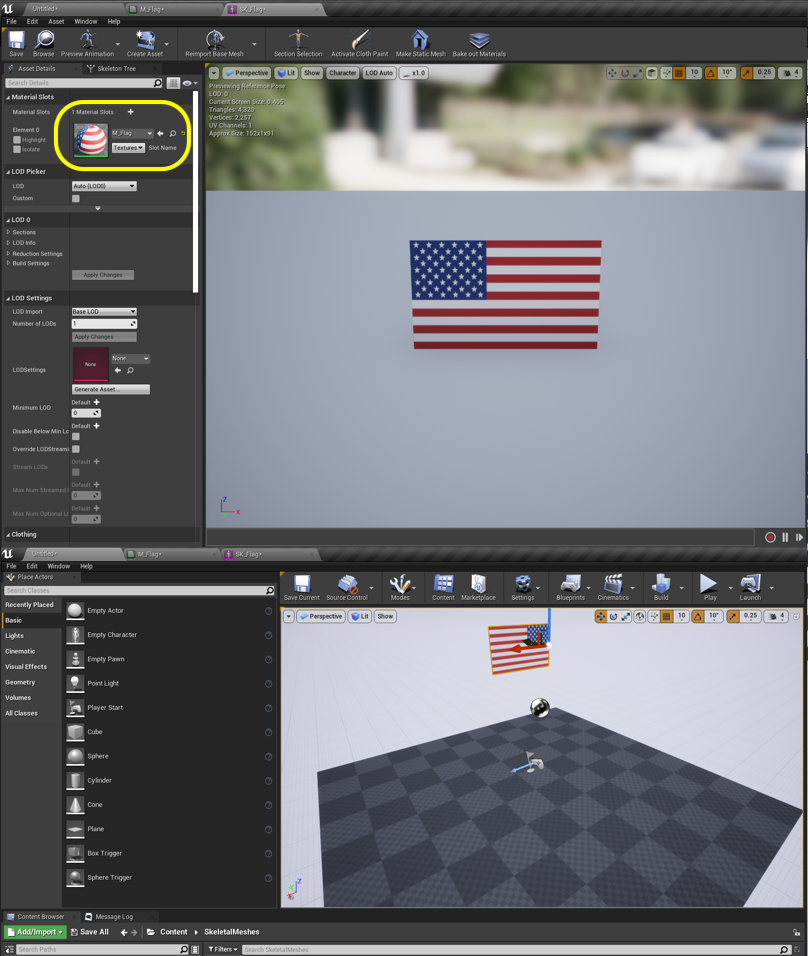 Untitled•
M_Flag•
SK_Flag•
File Edit Asset Window Help
Save Browse Preview Animation Create Asset Reimport Base Mesh Section Selection Activate Cloth Paint Make Static Mesh Bake out Materials
Asset Details Skeleton Tree
Search Details
Material Slots
Material Slots 1 Material Slots
Element 0
Highlight
Isolate
M_Flag
Textures Slot Name
LOD Picker
LOD Auto (LOD0)
Custom
LOD 0
Sections
LOD Info
Reduction Settings
Build Settings
Apply Changes
LOD Settings
LOD Import Base LOD
Number of LODs 1
Apply Changes
LODSettings
None
None
Generate Asset...
Minimum LOD
Default
0
Disable Below Min Lo
Default
Override LODStreami
Stream LODs
Default
Max Num Streamed
Default
0
Max Num Optional L
Default
0
Clothing
Perspective Lit Show Character LOD Auto x1.0
10 10° 0.25 4
Previewing Reference Pose
LOD: 0
Current Screen Size: 0.405
Triangles: 4,320
Vertices: 2,257
UV Channels: 1
Approx Size: 152x1x91
Z
X
Untitled•
M_Flag•
SK_Flag•
File Edit Window Help
Place Actors
Search Classes
Recently Placed
Basic
Lights
Cinematic
Visual Effects
Geometry
Volumes
All Classes
Empty Actor
Empty Character
Empty Pawn
Point Light
Player Start
Cube
Sphere
Cylinder
Cone
Plane
Box Trigger
Sphere Trigger
Save Current Source Control Modes Content Marketplace Settings Blueprints Cinematics Build Play Launch
Perspective Lit Show
10 10° 0.25 4
Z
Content Browser Message Log
Add/Import Save All Content SkeletalMeshes
Search Paths Filters Search SkeletalMeshes